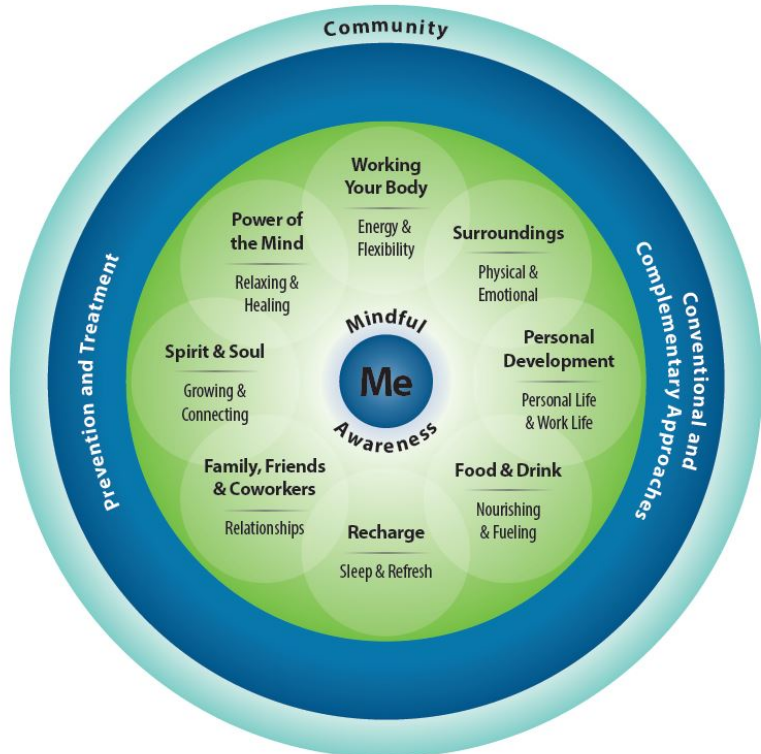 Community
Prevention and Treatment
Conventional and
Complementary Approaches
Working
Your Body
Energy &
Flexibility
Surroundings
Physical &
Emotional
Personal
Development
Personal Life
& Work Life
Food & Drink
Nourishing
& Fueling
Recharge
Sleep & Refresh
Family, Friends
& Coworkers
Relationships
Spirit & Soul
Growing &
Connecting
Power of
the Mind
Relaxing &
Healing
Mindful
Me
Awareness